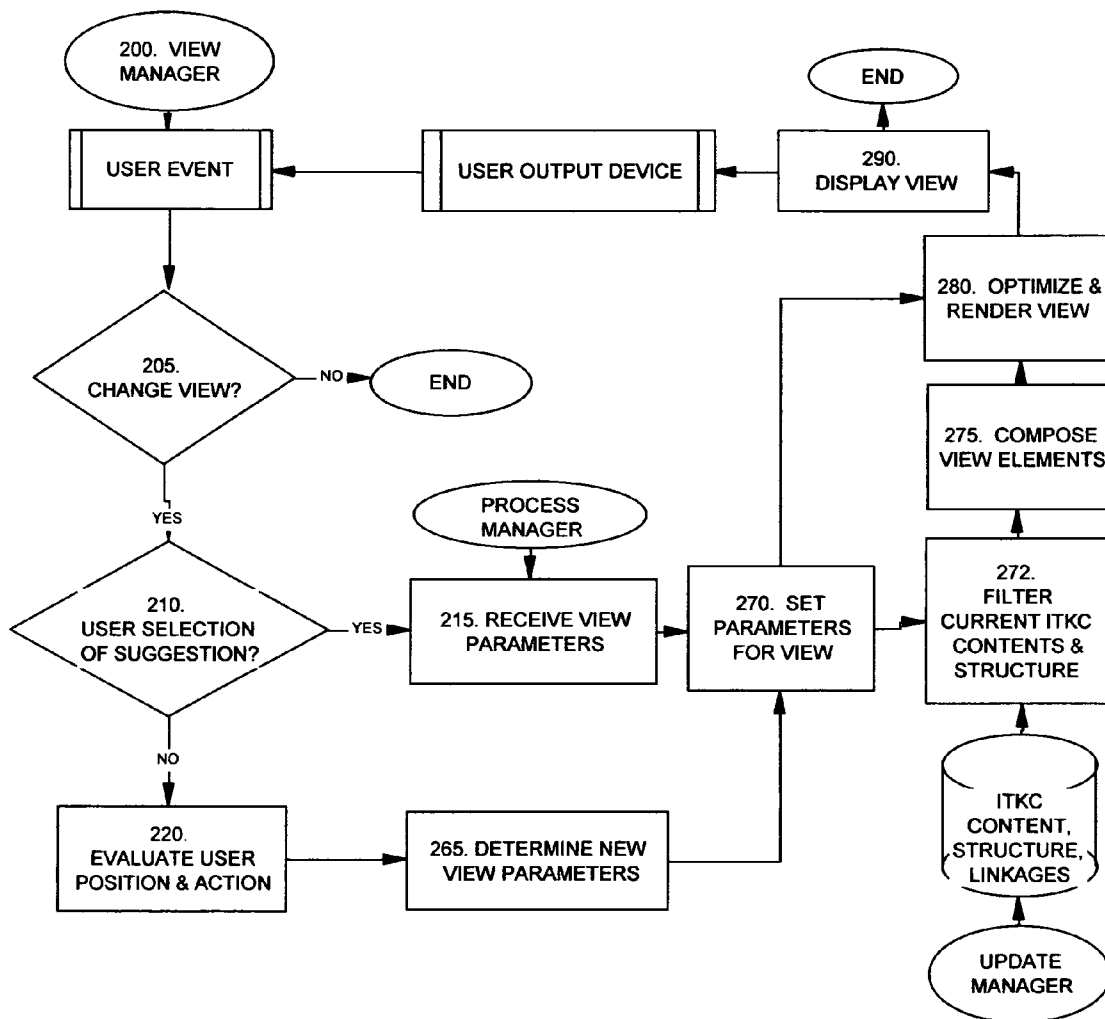 200. VIEW
MANAGER
END
USER EVENT
USER OUTPUT DEVICE
290.
DISPLAY VIEW
280. OPTIMIZE &
RENDER VIEW
205.
CHANGE VIEW?
NO
END
275. COMPOSE
VIEW ELEMENTS
YES
PROCESS
MANAGER
210.
USER SELECTION
OF SUGGESTION?
YES
215. RECEIVE VIEW
PARAMETERS
270. SET
PARAMETERS
FOR VIEW
272.
FILTER
CURRENT ITKC
CONTENTS &
STRUCTURE
NO
220.
EVALUATE USER
POSITION & ACTION
265. DETERMINE NEW
VIEW PARAMETERS
ITKC
CONTENT,
STRUCTURE,
LINKAGES
UPDATE
MANAGER